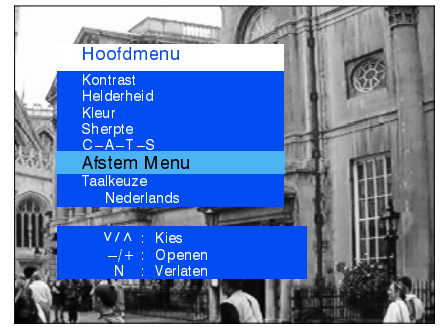 Hoofdmenu
Kontrast
Helderheid
Kleur
Sherpte
C–A–T–S
Afstem Menu
Taalkeuze
Nederlands
V/Λ : Kies
–/+ : Openen
N : Verlaten